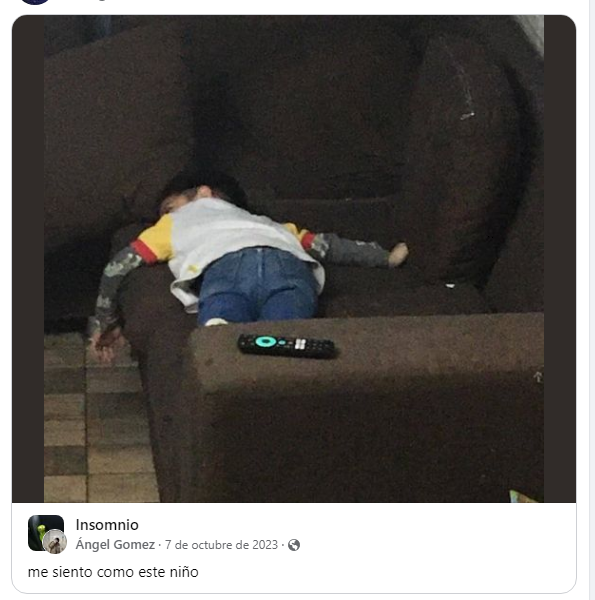 Insomnio
Ángel Gomez · 7 de octubre de 2023 ·
me siento como este niño